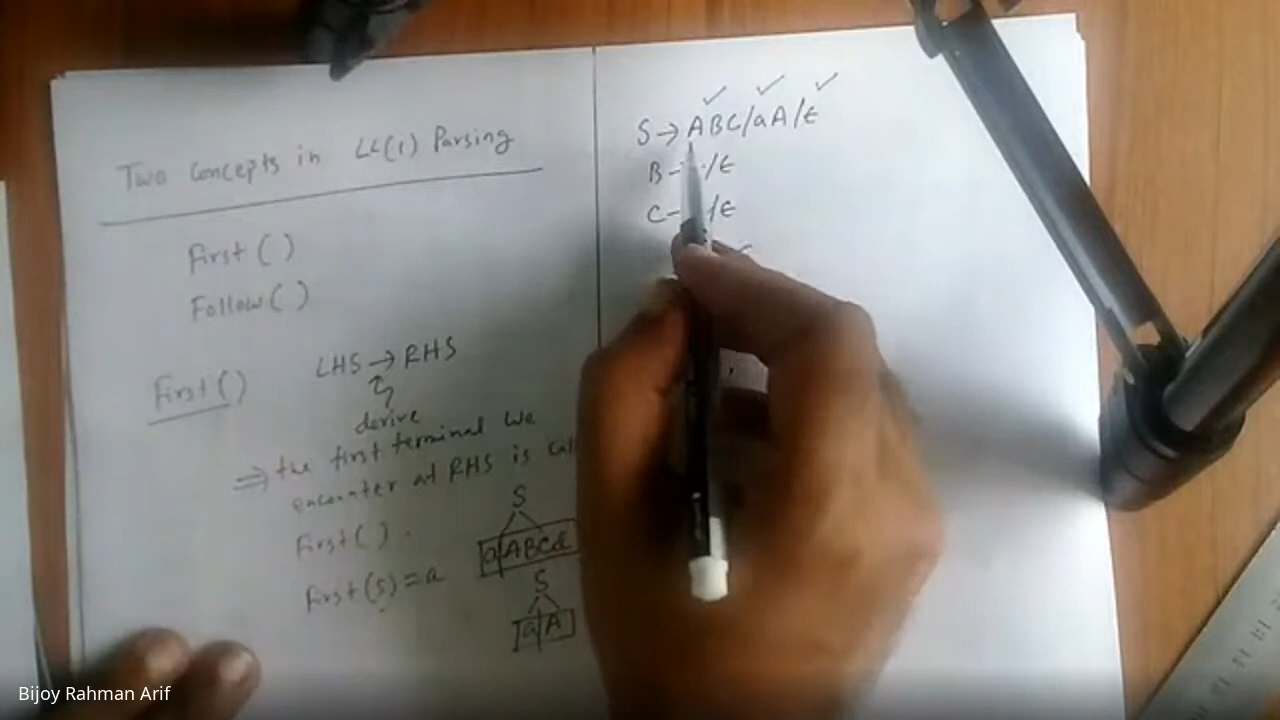 Two Concepts in LL(1) Parsing
First ( )
Follow ( )
First ( )
LHS → RHS
derive
⇒ the first terminal we
encounter at RHS is
First ( ) .
First (S) = a
S
aABCd
S
aA
S → ABC/aA/ε
B → /ε
C → /ε
Bijoy Rahman Arif